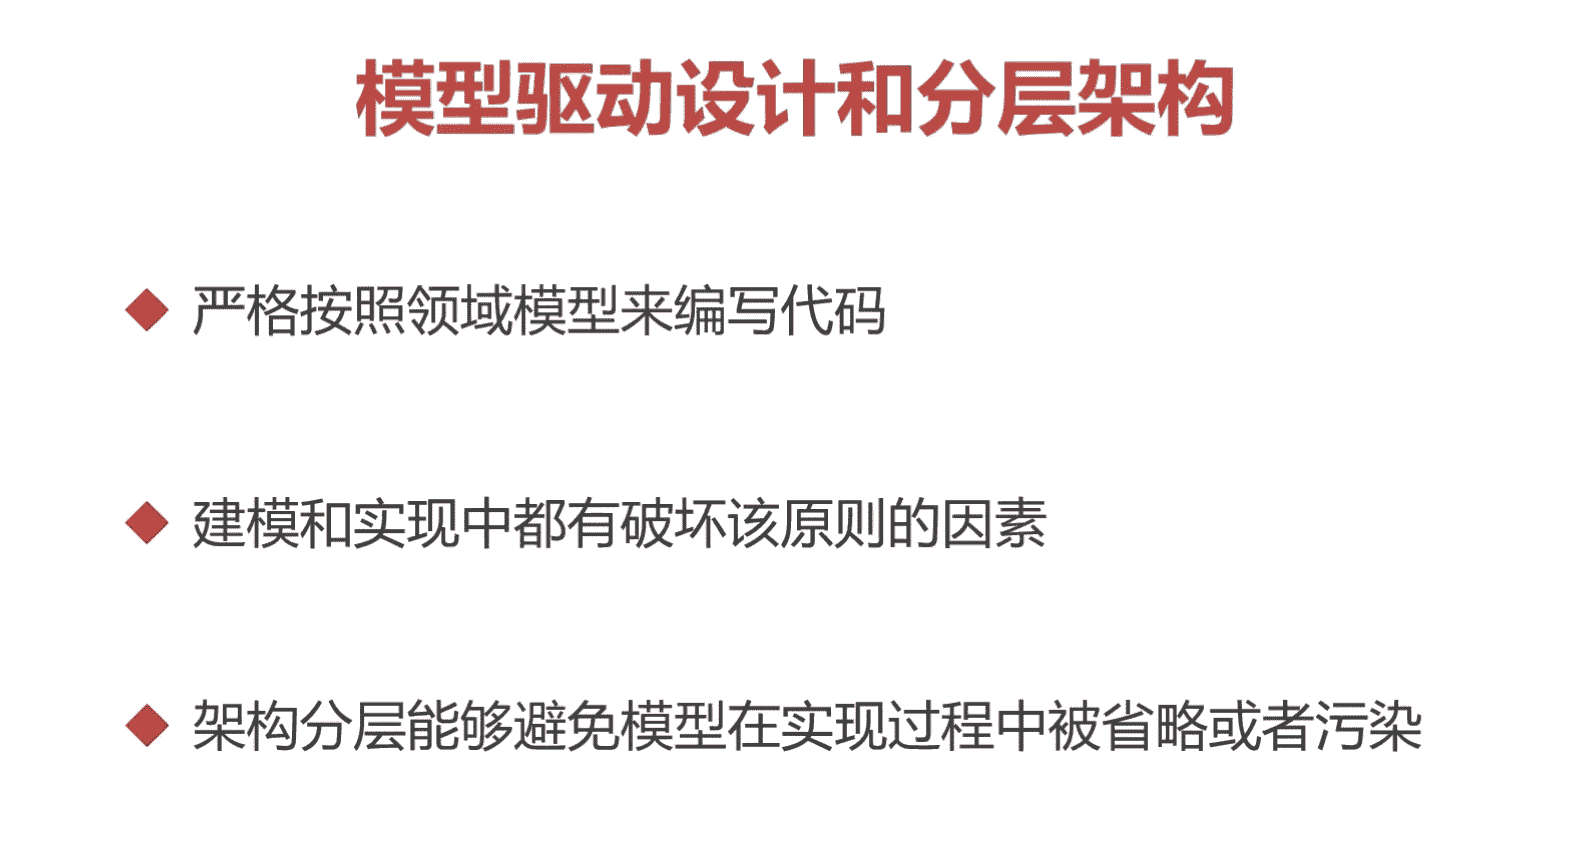 模型驱动设计和分层架构
严格按照领域模型来编写代码
建模和实现中都有破坏该原则的因素
架构分层能够避免模型在实现过程中被省略或者污染